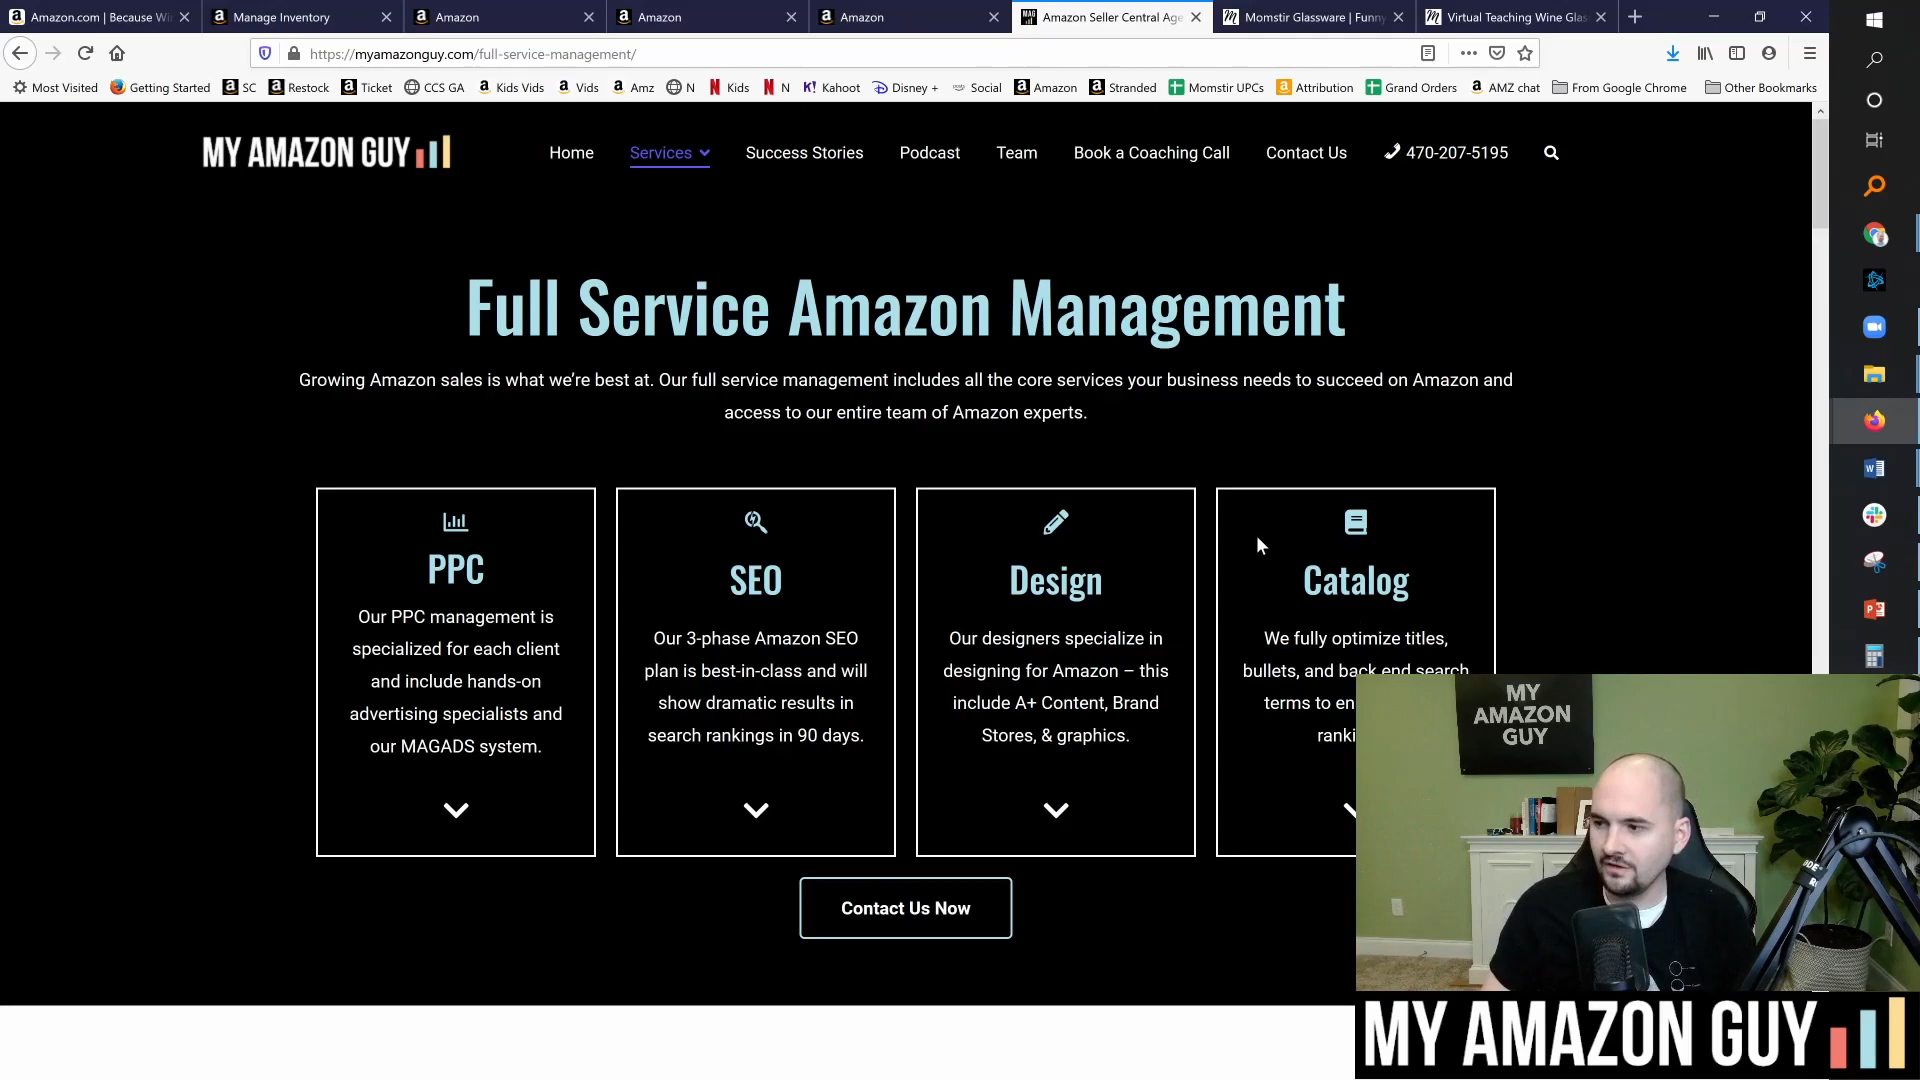 Amazon.com | Because Wi
Manage Inventory
Amazon
Amazon
Amazon
Amazon Seller Central Age
Momstir Glassware | Funny
Virtual Teaching Wine Glas
https://myamazonguy.com/full-service-management/
Most Visited
Getting Started
SC
Restock
Ticket
CCS GA
Kids Vids
Vids
Amz
N
Kids
N
Kahoot
Disney +
Social
Amazon
Stranded
Momstir UPCs
Attribution
Grand Orders
AMZ chat
From Google Chrome
Other Bookmarks
MY AMAZON GUY
Home
Services
Success Stories
Podcast
Team
Book a Coaching Call
Contact Us
470-207-5195
Full Service Amazon Management
Growing Amazon sales is what we’re best at. Our full service management includes all the core services your business needs to succeed on Amazon and
access to our entire team of Amazon experts.
PPC
Our PPC management is
specialized for each client
and include hands-on
advertising specialists and
our MAGADS system.
SEO
Our 3-phase Amazon SEO
plan is best-in-class and will
show dramatic results in
search rankings in 90 days.
Design
Our designers specialize in
designing for Amazon – this
include A+ Content, Brand
Stores, & graphics.
Catalog
We fully optimize titles,
bullets, and back end search
terms to en
ranki
Contact Us Now
MY
AMAZON
GUY
MY AMAZON GUY